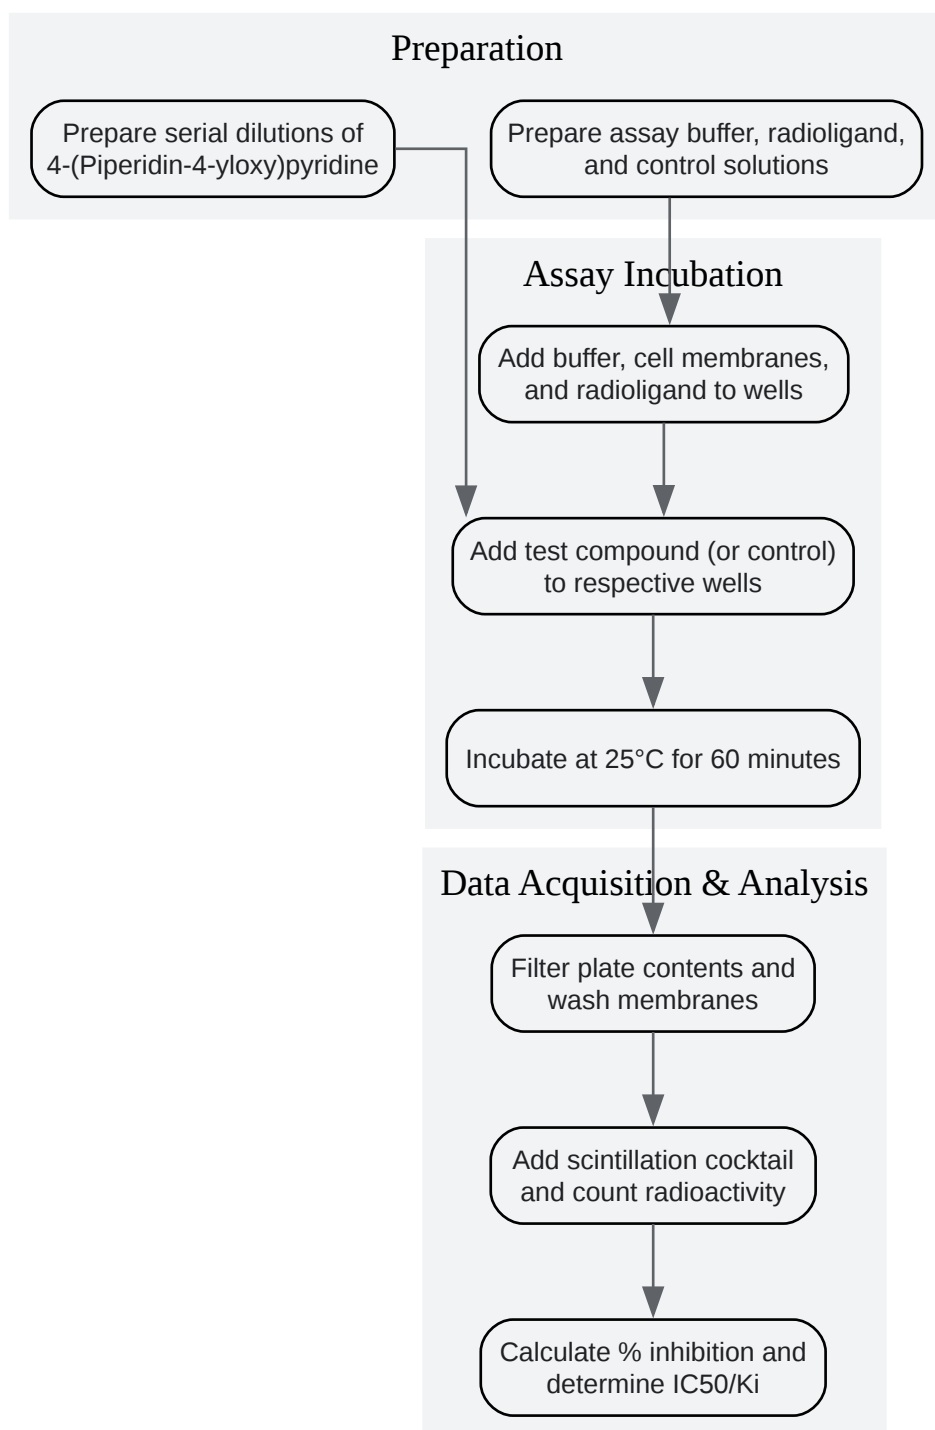 Preparation
Prepare serial dilutions of
4-(Piperidin-4-yloxy)pyridine
Prepare assay buffer, radioligand,
and control solutions
Assay Incubation
Add buffer, cell membranes,
and radioligand to wells
Add test compound (or control)
to respective wells
Incubate at 25°C for 60 minutes
Data Acquisition & Analysis
Filter plate contents and
wash membranes
Add scintillation cocktail
and count radioactivity
Calculate % inhibition and
determine IC50/Ki